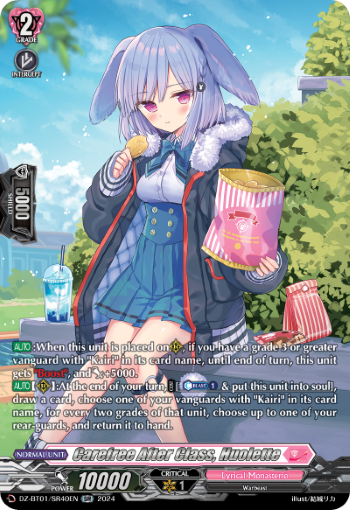 2
GRADE
INTERCEPT
5000
SHIELD
AUTO:When this unit is placed on , if you have a grade 3 or greater
vanguard with "Kairi" in its card name, until end of turn, this unit
gets "Boost", and +5000.
AUTO【】:At the end of your turn, COST【 1 & put this unit into soul】,
draw a card, choose one of your vanguards with "Kairi" in its card
name, for every two grades of that unit, choose up to one of your
rear-guards, and return it to hand.
NORMAL UNIT
Carefree After Class, Nuolette
Lyrical Monasterio
Warbeast
POWER 10000
CRITICAL
1
DZ-BT01/SR40EN SR 2024
illust/結城リカ